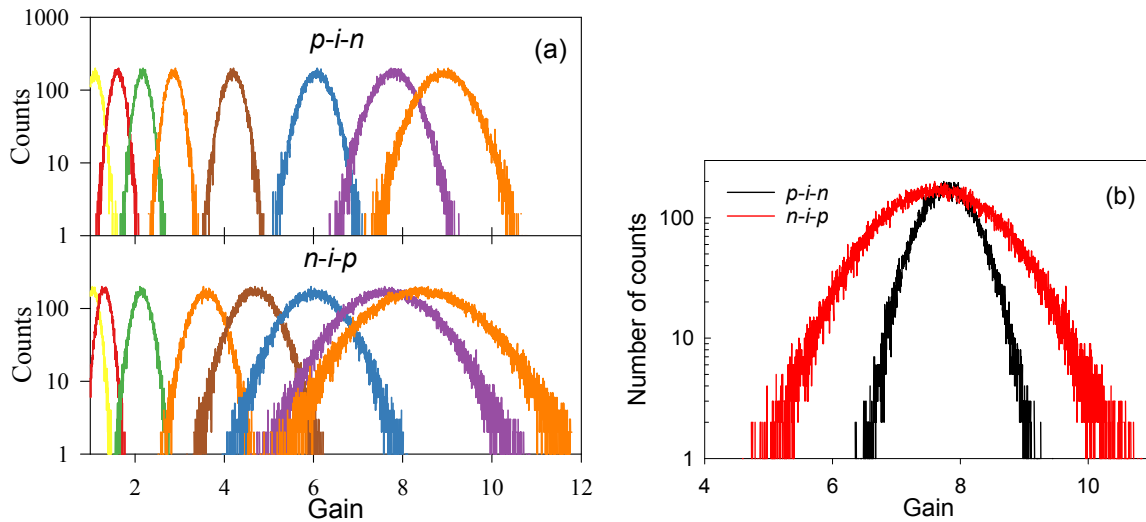 1000
p-i-n
(a)
100
Counts
10
1
n-i-p
100
Counts
10
1
2 4 6 8 10 12
Gain
(b)
p-i-n
n-i-p
100
Number of counts
10
1
4 6 8 10
Gain